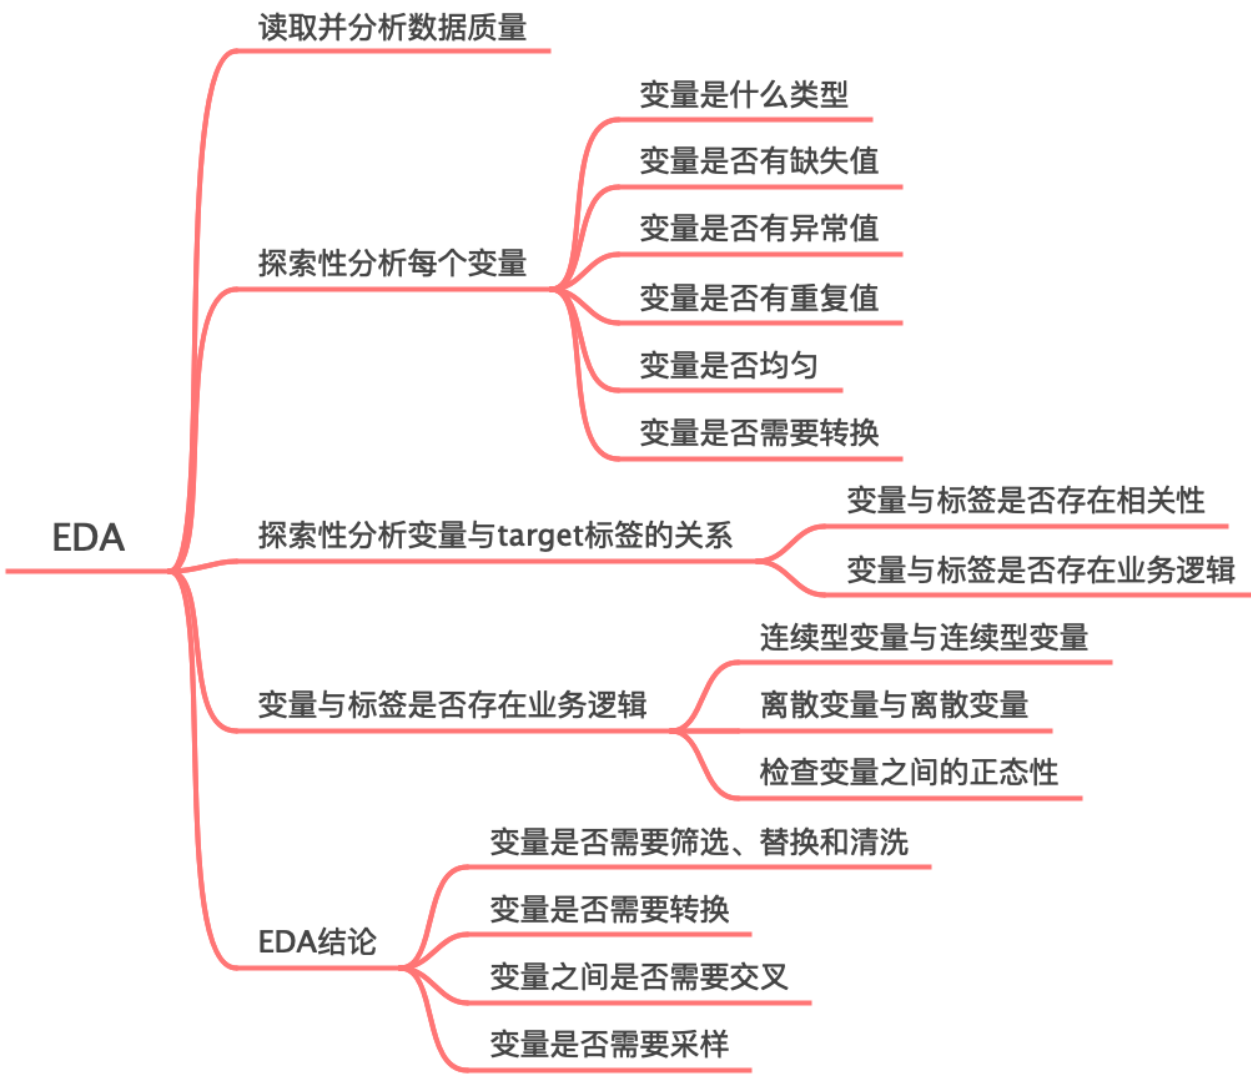 EDA
读取并分析数据质量
探索性分析每个变量
变量是什么类型
变量是否有缺失值
变量是否有异常值
变量是否有重复值
变量是否均匀
变量是否需要转换
探索性分析变量与target标签的关系
变量与标签是否存在相关性
变量与标签是否存在业务逻辑
变量与标签是否存在业务逻辑
连续型变量与连续型变量
离散变量与离散变量
检查变量之间的正态性
EDA结论
变量是否需要筛选、替换和清洗
变量是否需要转换
变量之间是否需要交叉
变量是否需要采样